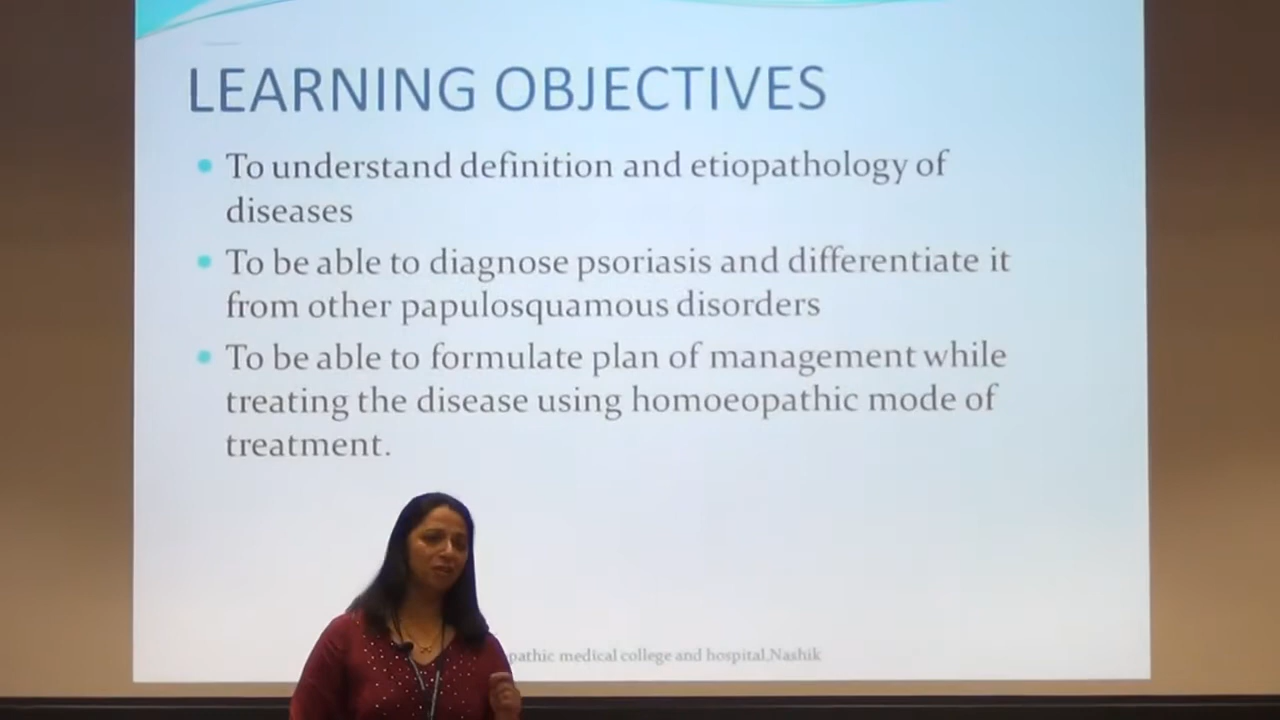 LEARNING OBJECTIVES
To understand definition and etiopathology of
diseases
To be able to diagnose psoriasis and differentiate it
from other papulosquamous disorders
To be able to formulate plan of management while
treating the disease using homoeopathic mode of
treatment.
pathic medical college and hospital,Nashik